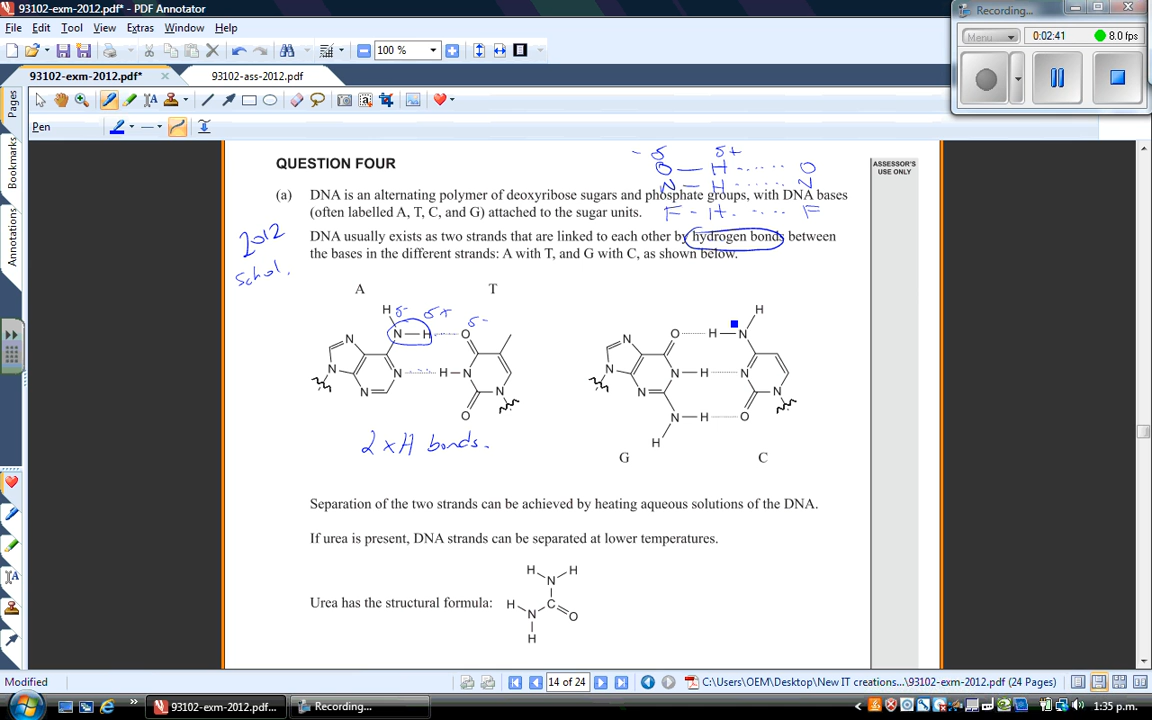 93102-exm-2012.pdf* - PDF Annotator
Recording...
File Edit Tool View Extras Window Help
Menu 0:02:41 8.0 fps
100 %
93102-exm-2012.pdf* 93102-ass-2012.pdf
Pen
Pages
Bookmarks
Annotations
QUESTION FOUR
ASSESSOR'S
USE ONLY
- δ δ+
O — H ..... O
N — H ..... N
F - H ..... F
(a) DNA is an alternating polymer of deoxyribose sugars and phosphate groups, with DNA bases
(often labelled A, T, C, and G) attached to the sugar units.
DNA usually exists as two strands that are linked to each other by hydrogen bonds between
the bases in the different strands: A with T, and G with C, as shown below.
2012
Schol.
A T
H δ- δ+ δ- H
N N H O N O H N
N N N H N N N H N N
N O N N H O N
H
2 x H bonds.
G C
Separation of the two strands can be achieved by heating aqueous solutions of the DNA.
If urea is present, DNA strands can be separated at lower temperatures.
H H
N
Urea has the structural formula: H C
N O
H
Modified 14 of 24 C:\Users\OEM\Desktop\New IT creations...\93102-exm-2012.pdf (24 Pages)
93102-exm-2012.pdf... Recording... 1:35 p.m.